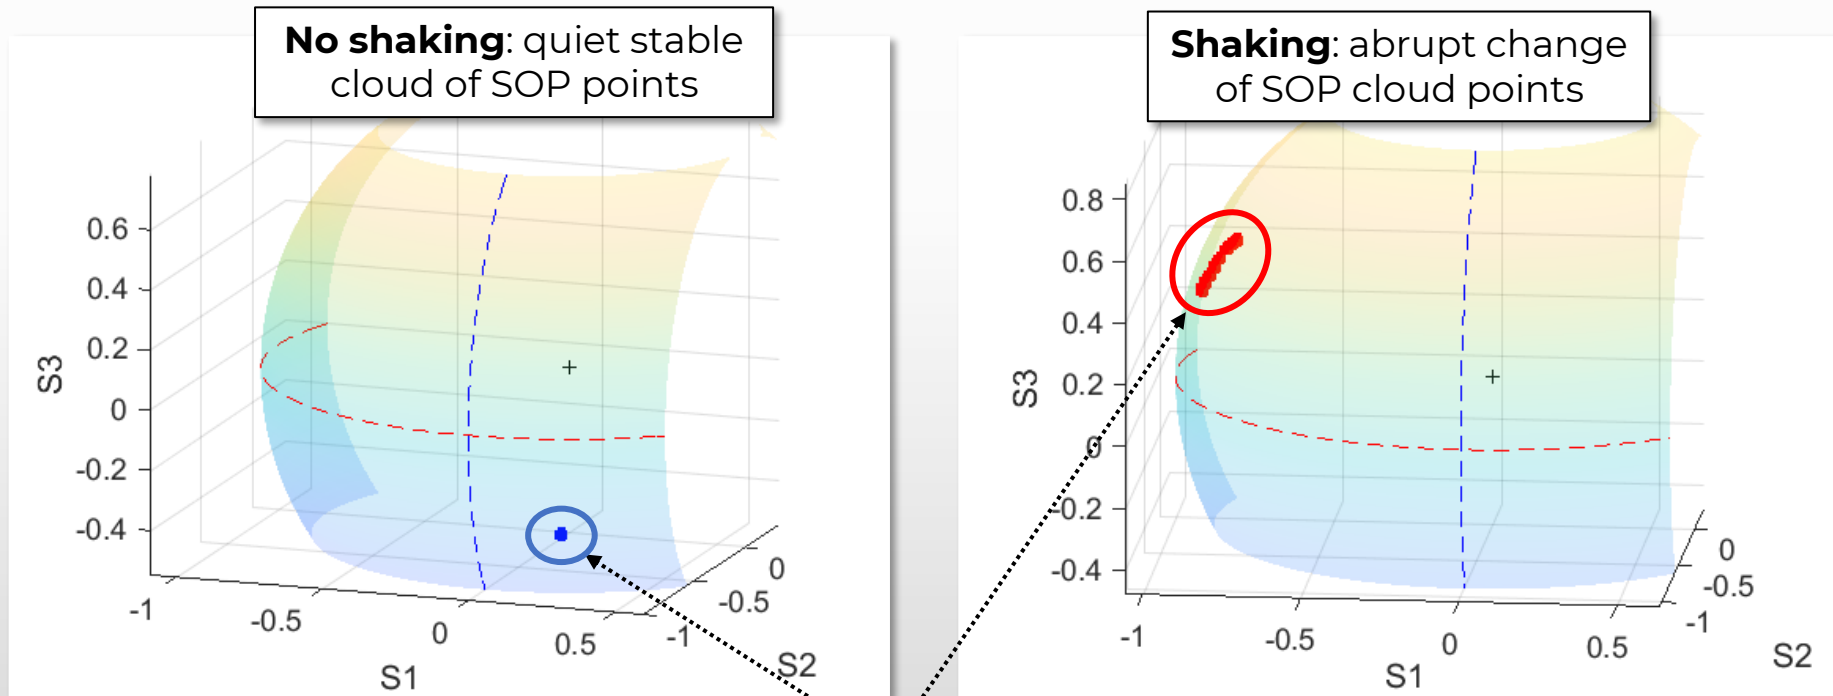 No shaking: quiet stable
cloud of SOP points
0.6
0.4
0.2
0
-0.2
-0.4
S3
-1
-0.5
0
0.5
S1
-1
-0.5
0
S2
Shaking: abrupt change
of SOP cloud points
0.8
0.6
0.4
0.2
0
-0.2
-0.4
S3
-1
-0.5
0
0.5
S1
-1
-0.5
0
S2